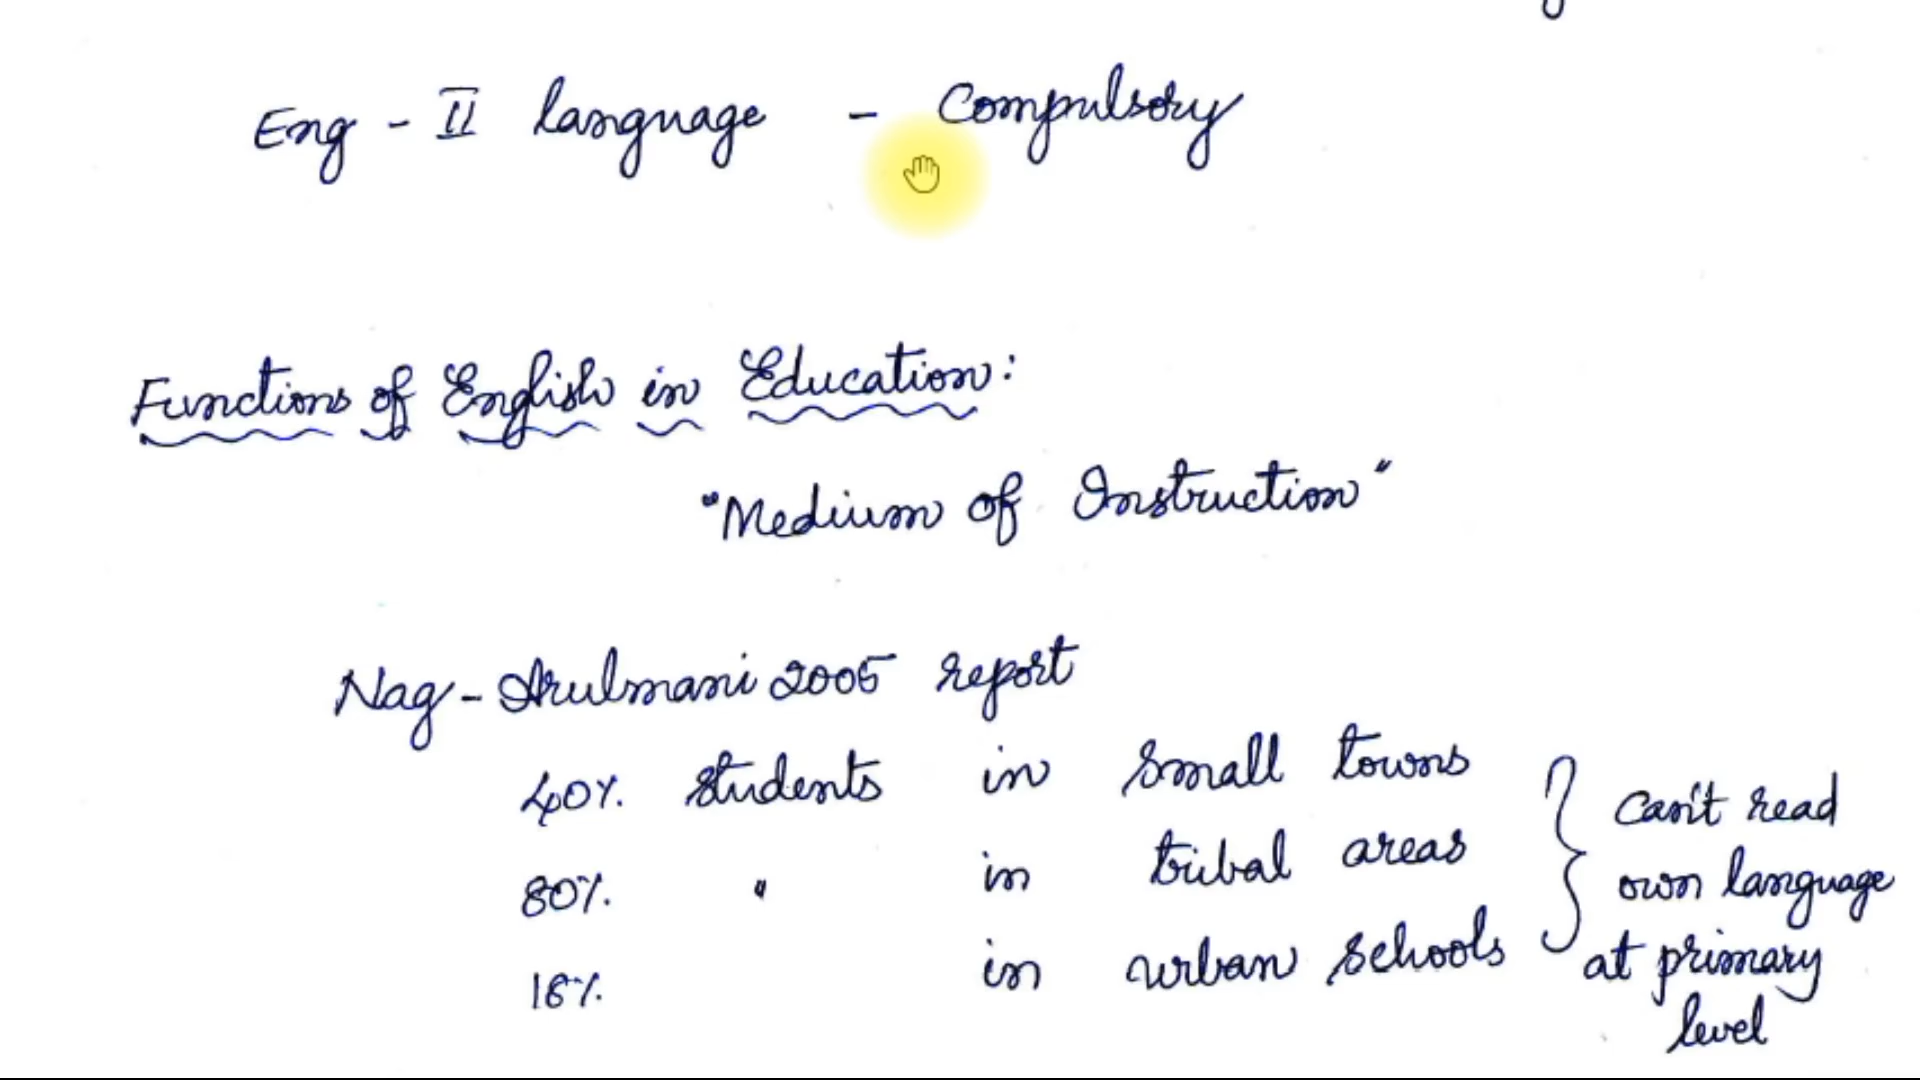 Eng - II language - Compulsory
Functions of English in Education:
"Medium of Instruction"
Nag - Arulmani 2005 report
40%. students in small towns
80%. " in tribal areas
18%. in urban schools
can't read
own language
at primary
level